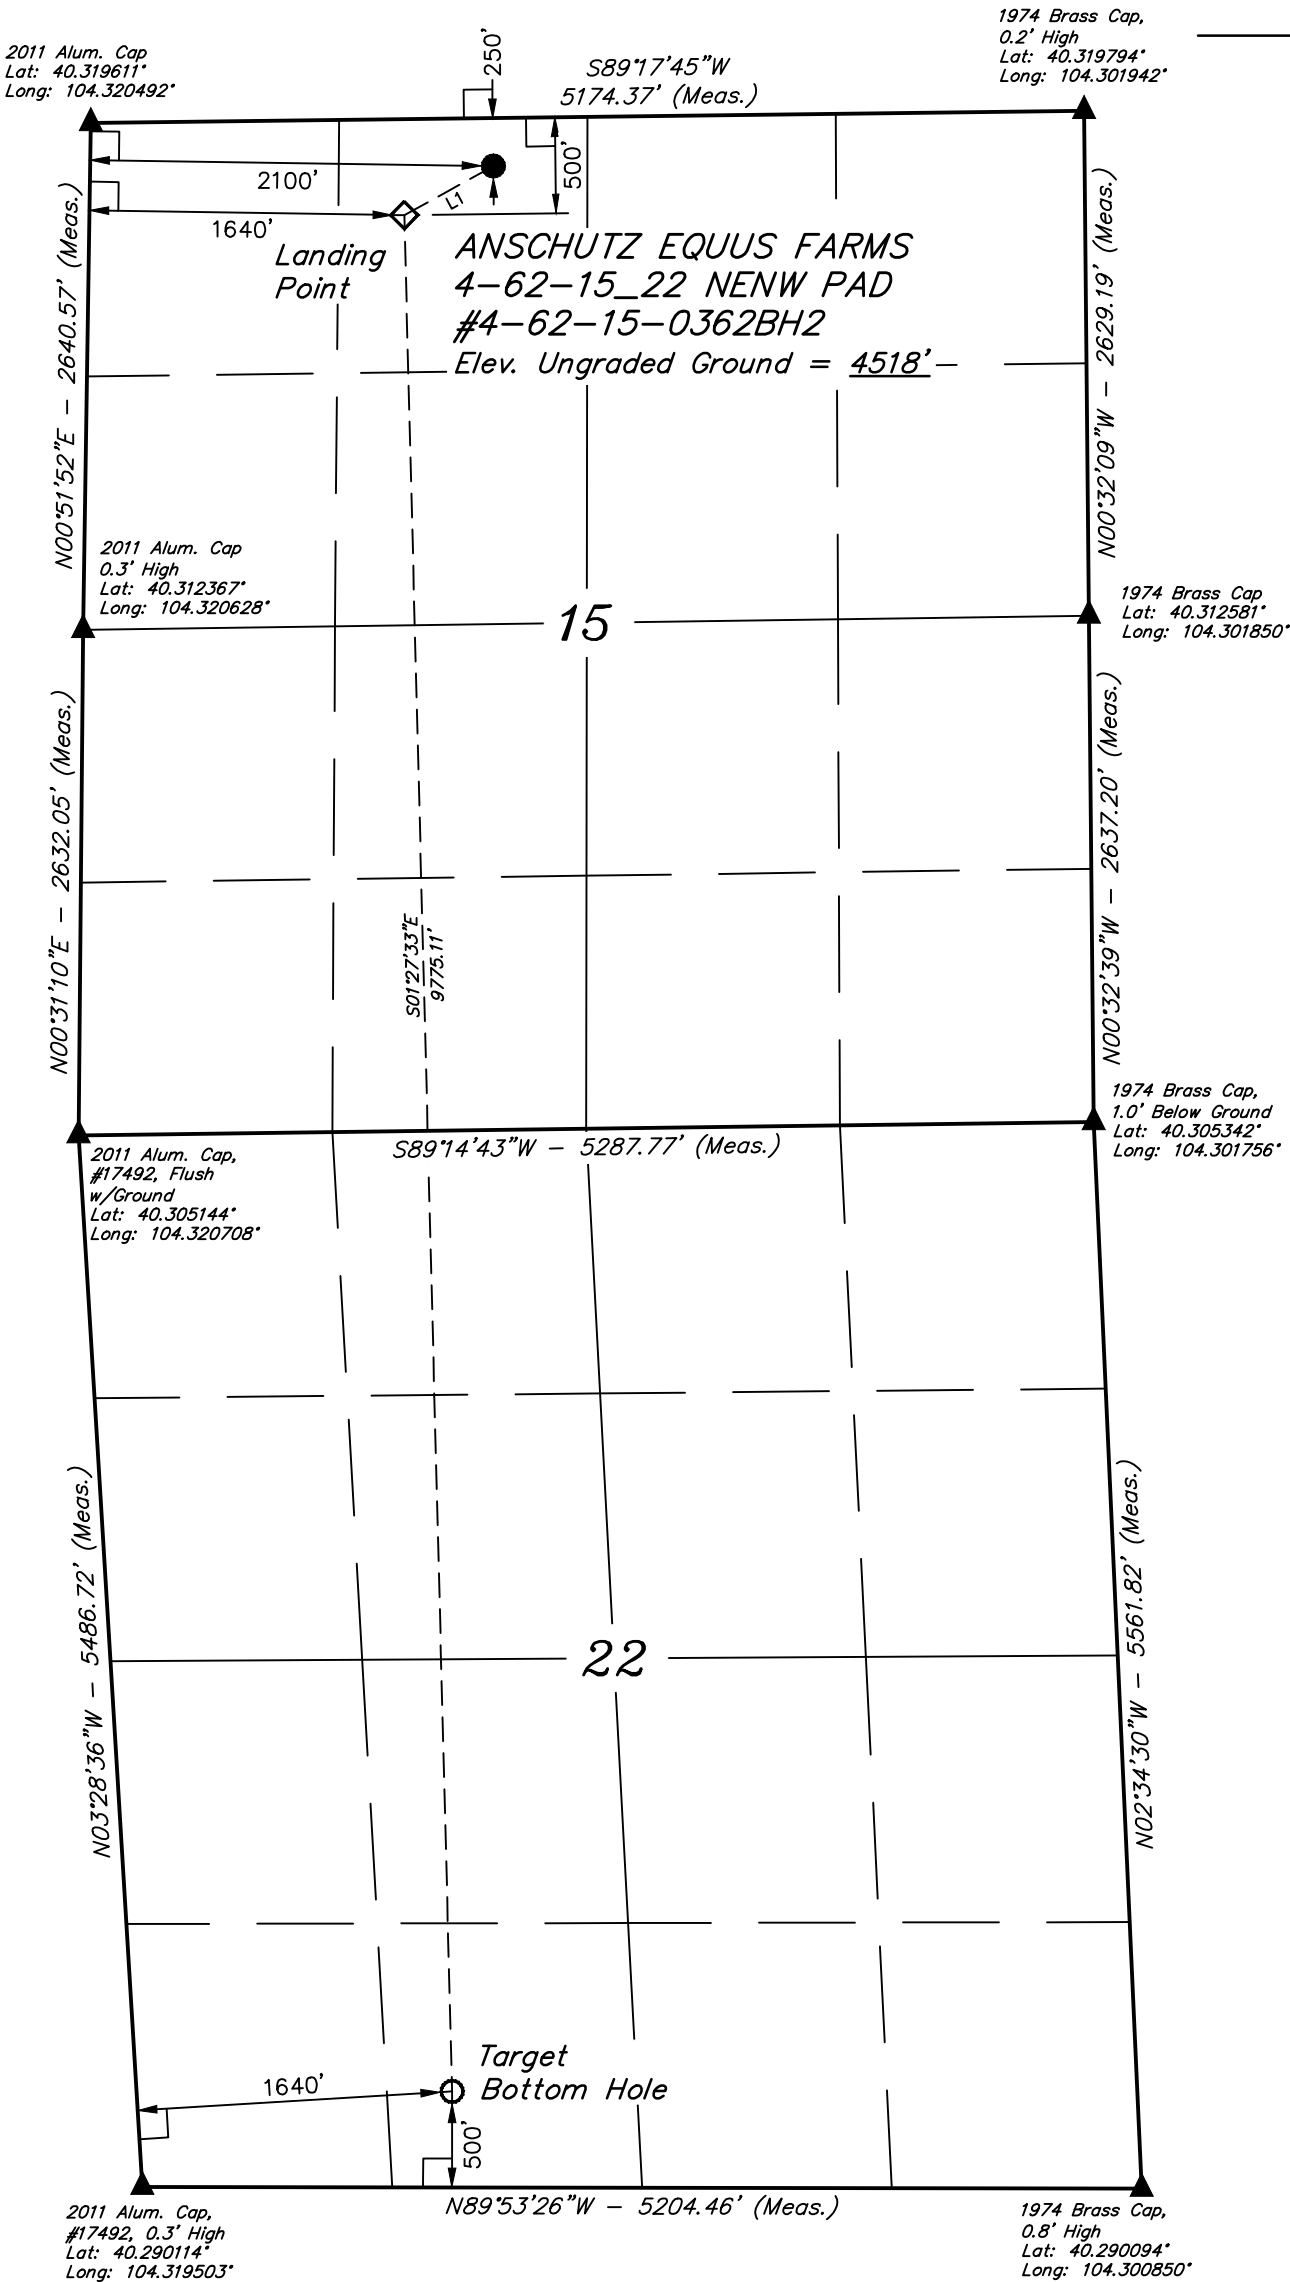 2011 Alum. Cap
Lat: 40.319611°
Long: 104.320492°
250'
S89°17'45"W
5174.37' (Meas.)
1974 Brass Cap,
0.2' High
Lat: 40.319794°
Long: 104.301942°
2100'
500'
L1
1640'
Landing
Point
ANSCHUTZ EQUUS FARMS
4-62-15_22 NENW PAD
#4-62-15-0362BH2
Elev. Ungraded Ground = 4518'
N00°51'52"E - 2640.57' (Meas.)
N00°32'09"W - 2629.19' (Meas.)
2011 Alum. Cap
0.3' High
Lat: 40.312367°
Long: 104.320628°
15
1974 Brass Cap
Lat: 40.312581°
Long: 104.301850°
N00°31'10"E - 2632.05' (Meas.)
S01°27'33"E
9775.11'
N00°32'39"W - 2637.20' (Meas.)
1974 Brass Cap,
1.0' Below Ground
Lat: 40.305342°
Long: 104.301756°
S89°14'43"W - 5287.77' (Meas.)
2011 Alum. Cap,
#17492, Flush
w/Ground
Lat: 40.305144°
Long: 104.320708°
N03°28'36"W - 5486.72' (Meas.)
22
N02°34'30"W - 5561.82' (Meas.)
Target
Bottom Hole
1640'
500'
N89°53'26"W - 5204.46' (Meas.)
2011 Alum. Cap,
#17492, 0.3' High
Lat: 40.290114°
Long: 104.319503°
1974 Brass Cap,
0.8' High
Lat: 40.290094°
Long: 104.300850°